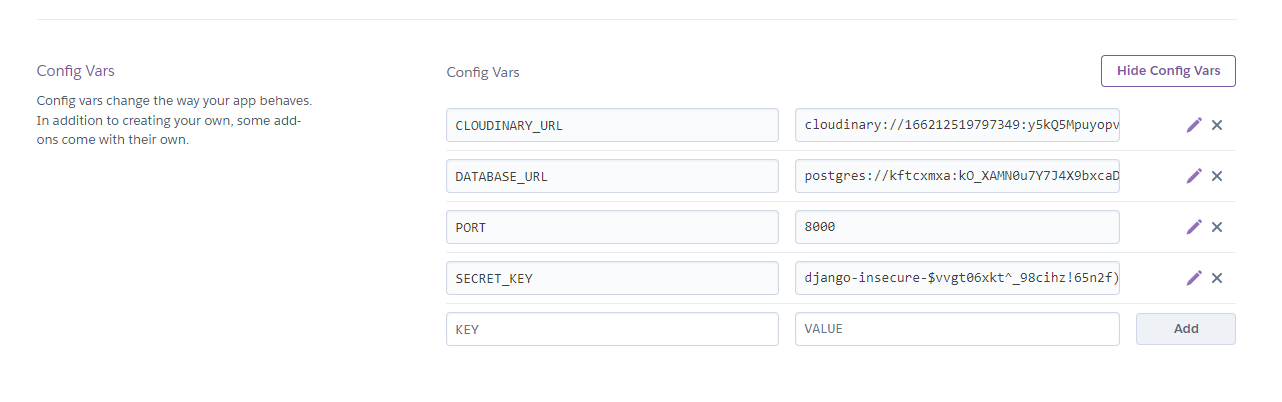 Config Vars
Config vars change the way your app behaves.
In addition to creating your own, some add-
ons come with their own.
Config Vars
Hide Config Vars
CLOUDINARY_URL
cloudinary://166212519797349:y5kQ5Mpuyopv
DATABASE_URL
postgres://kftcxmxa:kO_XAMN0u7Y7J4X9bxcaD
PORT
8000
SECRET_KEY
django-insecure-$vvgt06xkt^_98cihz!65n2f)
KEY
VALUE
Add